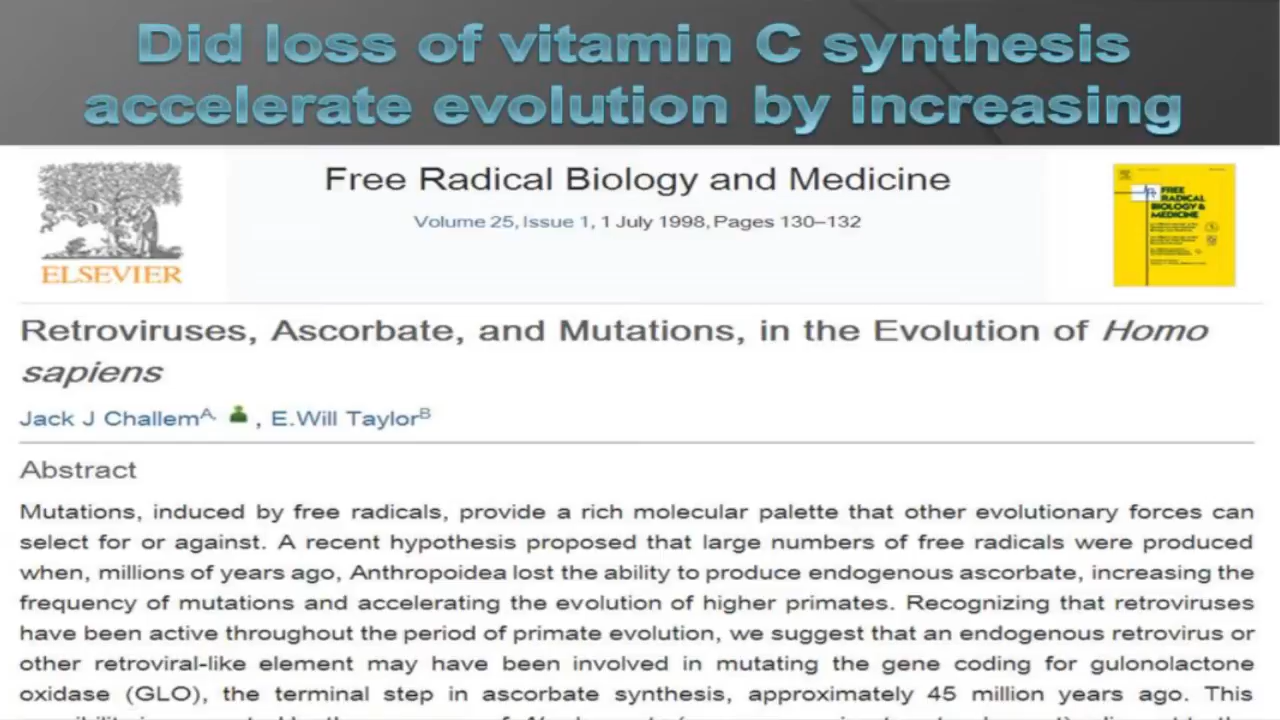 Did loss of vitamin C synthesis
accelerate evolution by increasing
Free Radical Biology and Medicine
Volume 25, Issue 1, 1 July 1998, Pages 130–132
ELSEVIER
FREE
RADICAL
BIOLOGY &
MEDICINE
Retroviruses, Ascorbate, and Mutations, in the Evolution of Homo
sapiens
Jack J Challem A, , E.Will Taylor B
Abstract
Mutations, induced by free radicals, provide a rich molecular palette that other evolutionary forces can
select for or against. A recent hypothesis proposed that large numbers of free radicals were produced
when, millions of years ago, Anthropoidea lost the ability to produce endogenous ascorbate, increasing the
frequency of mutations and accelerating the evolution of higher primates. Recognizing that retroviruses
have been active throughout the period of primate evolution, we suggest that an endogenous retrovirus or
other retroviral-like element may have been involved in mutating the gene coding for gulonolactone
oxidase (GLO), the terminal step in ascorbate synthesis, approximately 45 million years ago. This